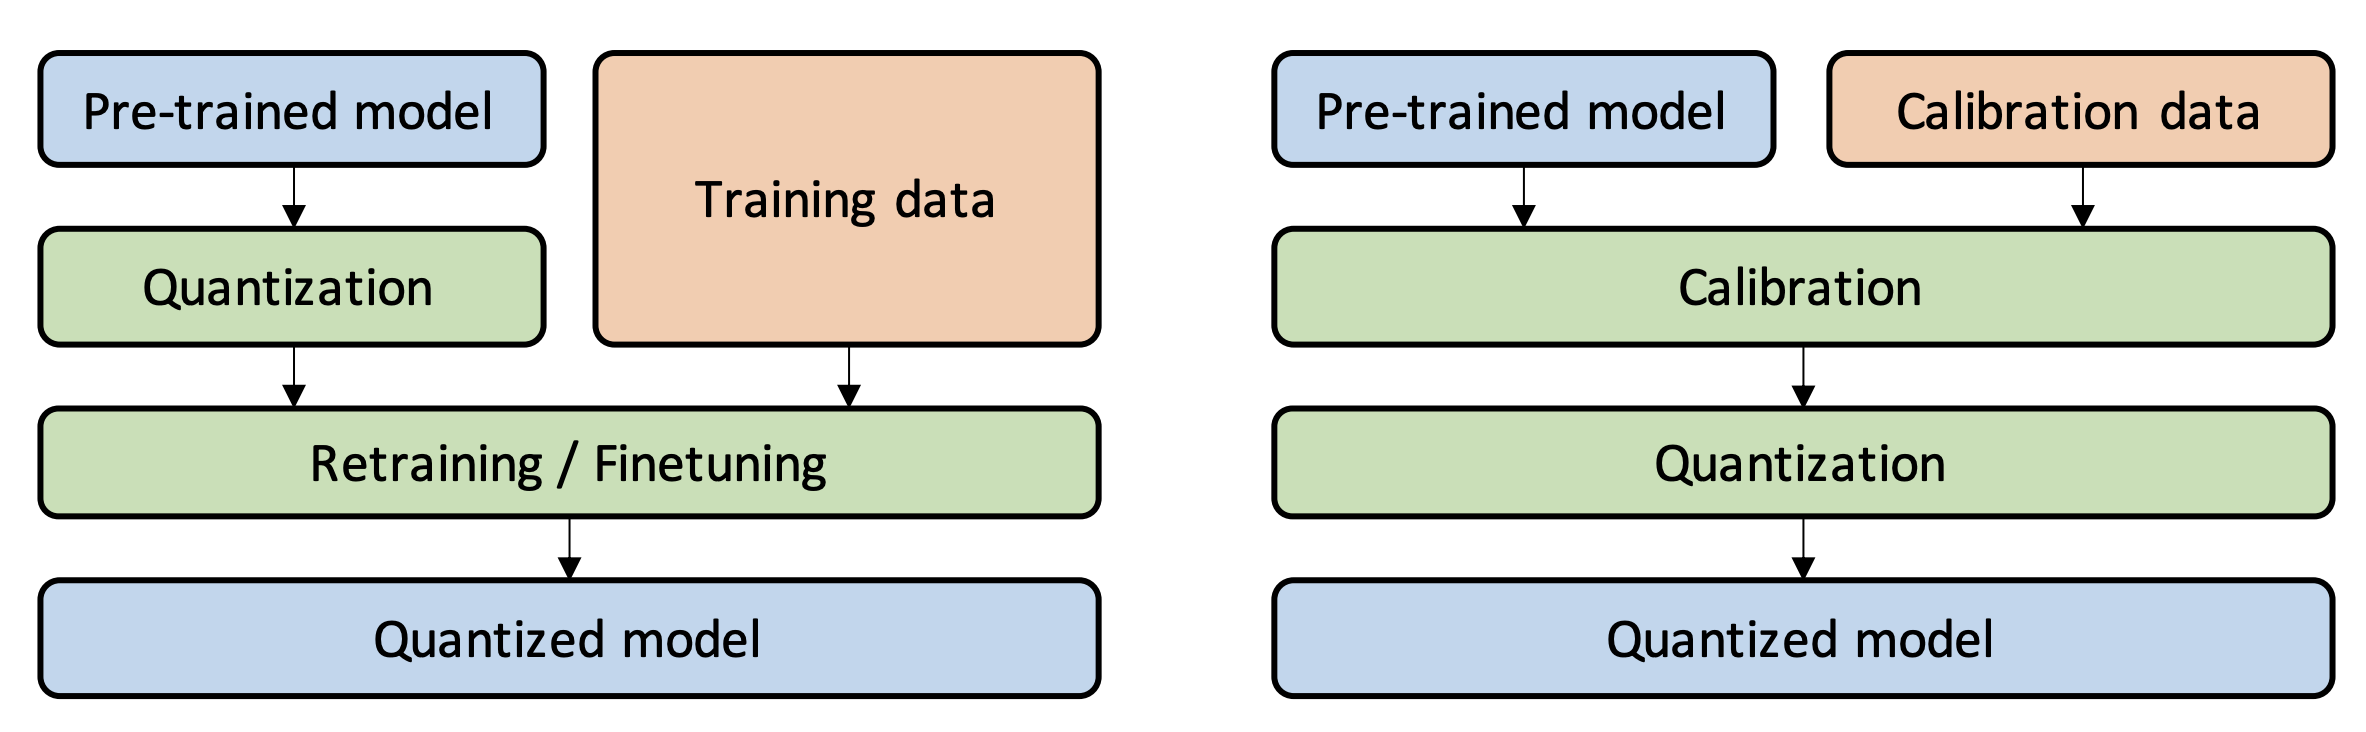 Pre-trained model
Training data
Quantization
Retraining / Finetuning
Quantized model
Pre-trained model
Calibration data
Calibration
Quantization
Quantized model